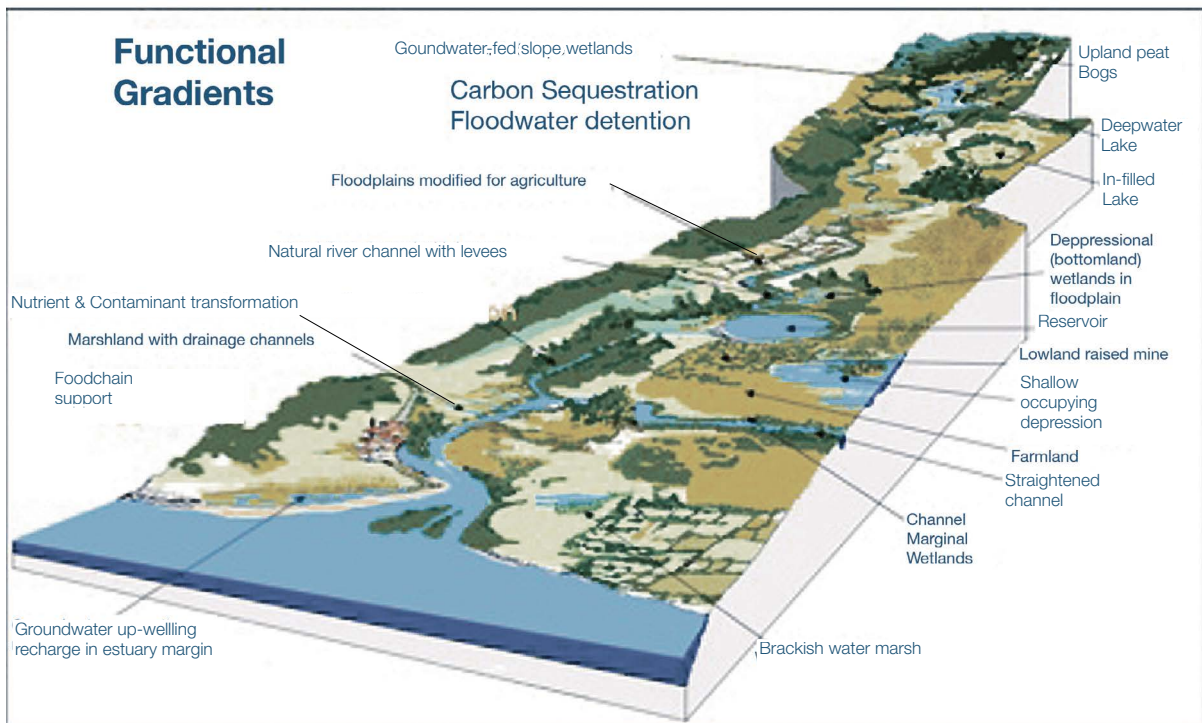 Functional
Gradients
Goundwater-fed slope wetlands
Carbon Sequestration
Floodwater detention
Upland peat
Bogs
Deepwater
Lake
Floodplains modified for agriculture
In-filled
Lake
Natural river channel with levees
Deppressional
(bottomland)
wetlands in
floodplain
Nutrient & Contaminant transformation
Reservoir
Marshland with drainage channels
Lowland raised mine
Foodchain
support
Shallow
occupying
depression
Farmland
Straightened
channel
Channel
Marginal
Wetlands
Groundwater up-wellling
recharge in estuary margin
Brackish water marsh